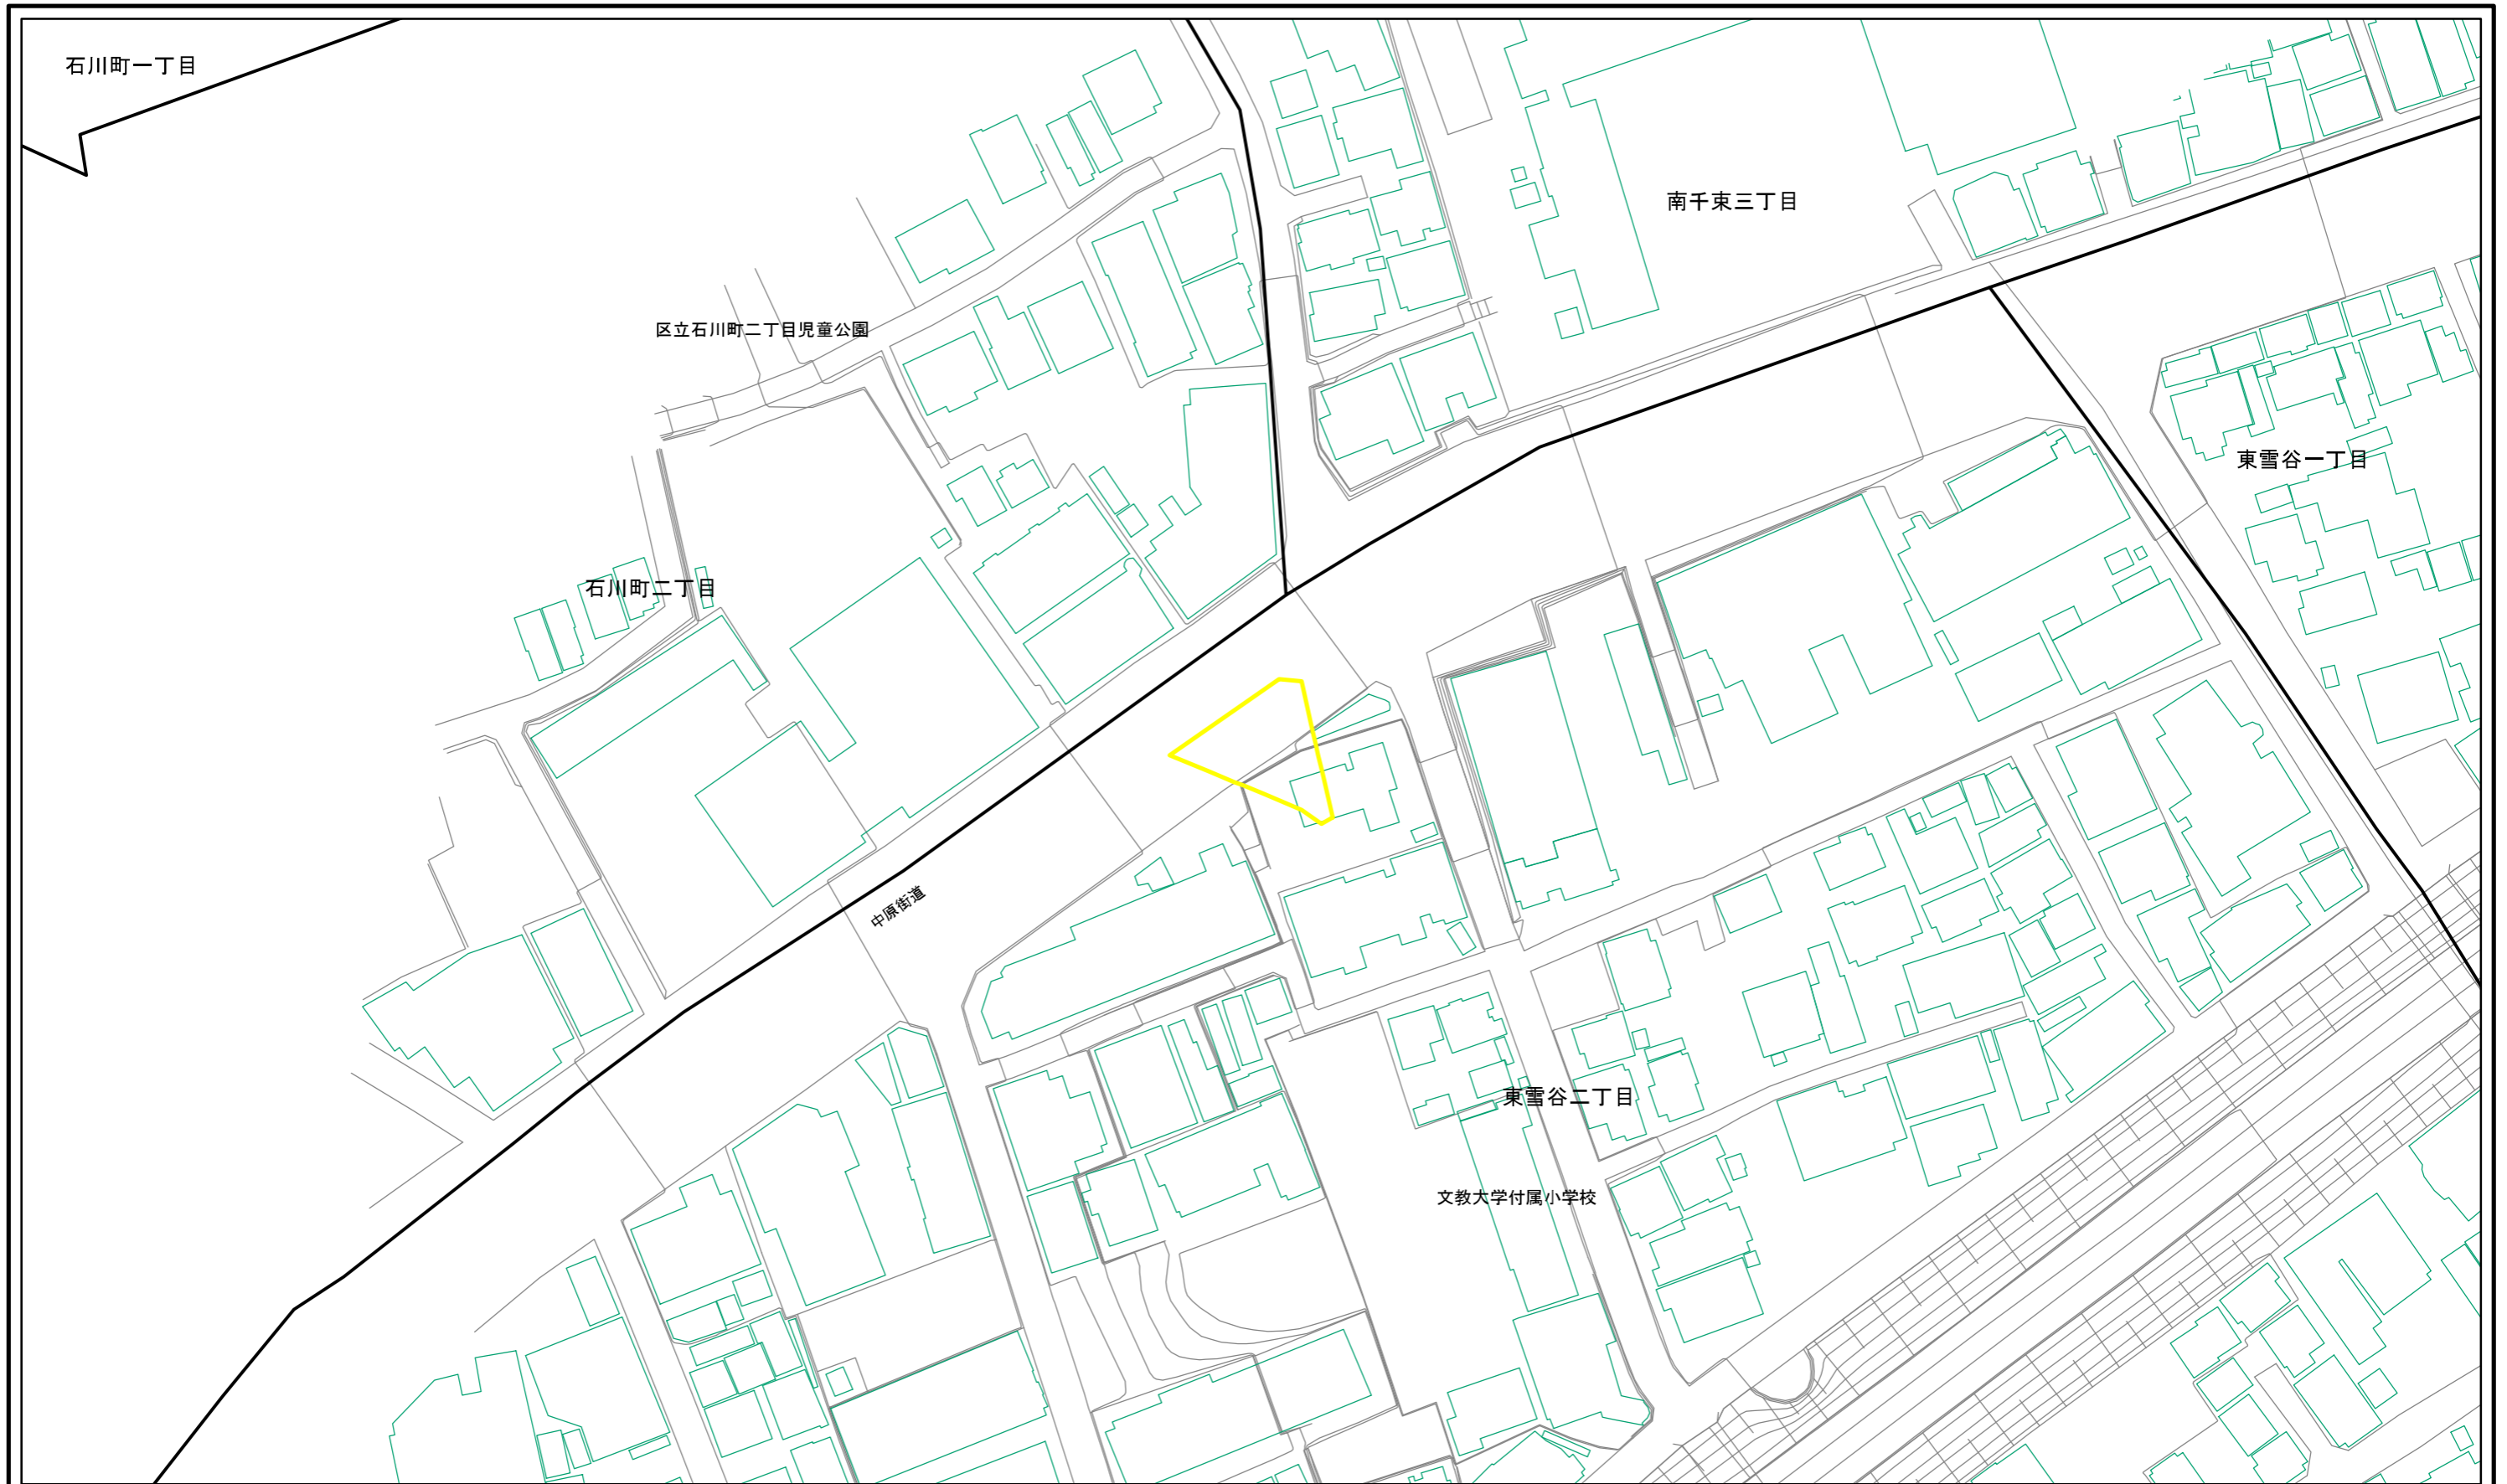 石川町一丁目
南千束三丁目
区立石川町二丁目児童公園
東雪谷一丁目
石川町二丁目
中原街道
東雪谷二丁目
文教大学付属小学校